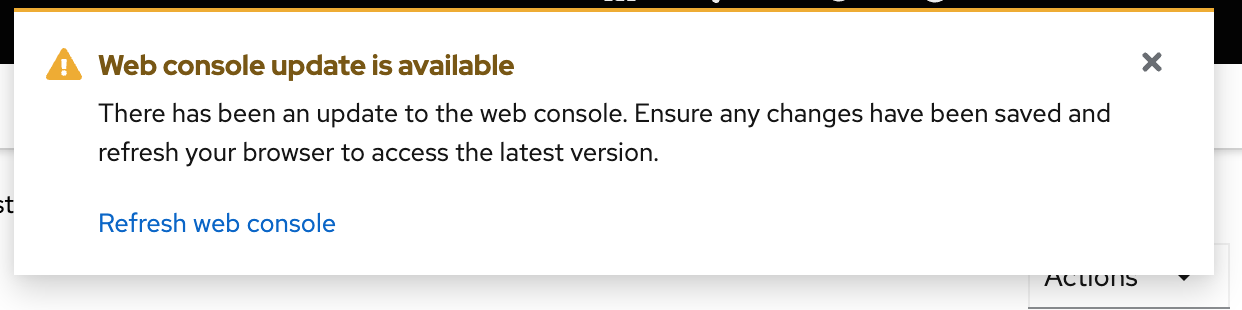 Web console update is available
There has been an update to the web console. Ensure any changes have been saved and
refresh your browser to access the latest version.
st
Refresh web console
Actions